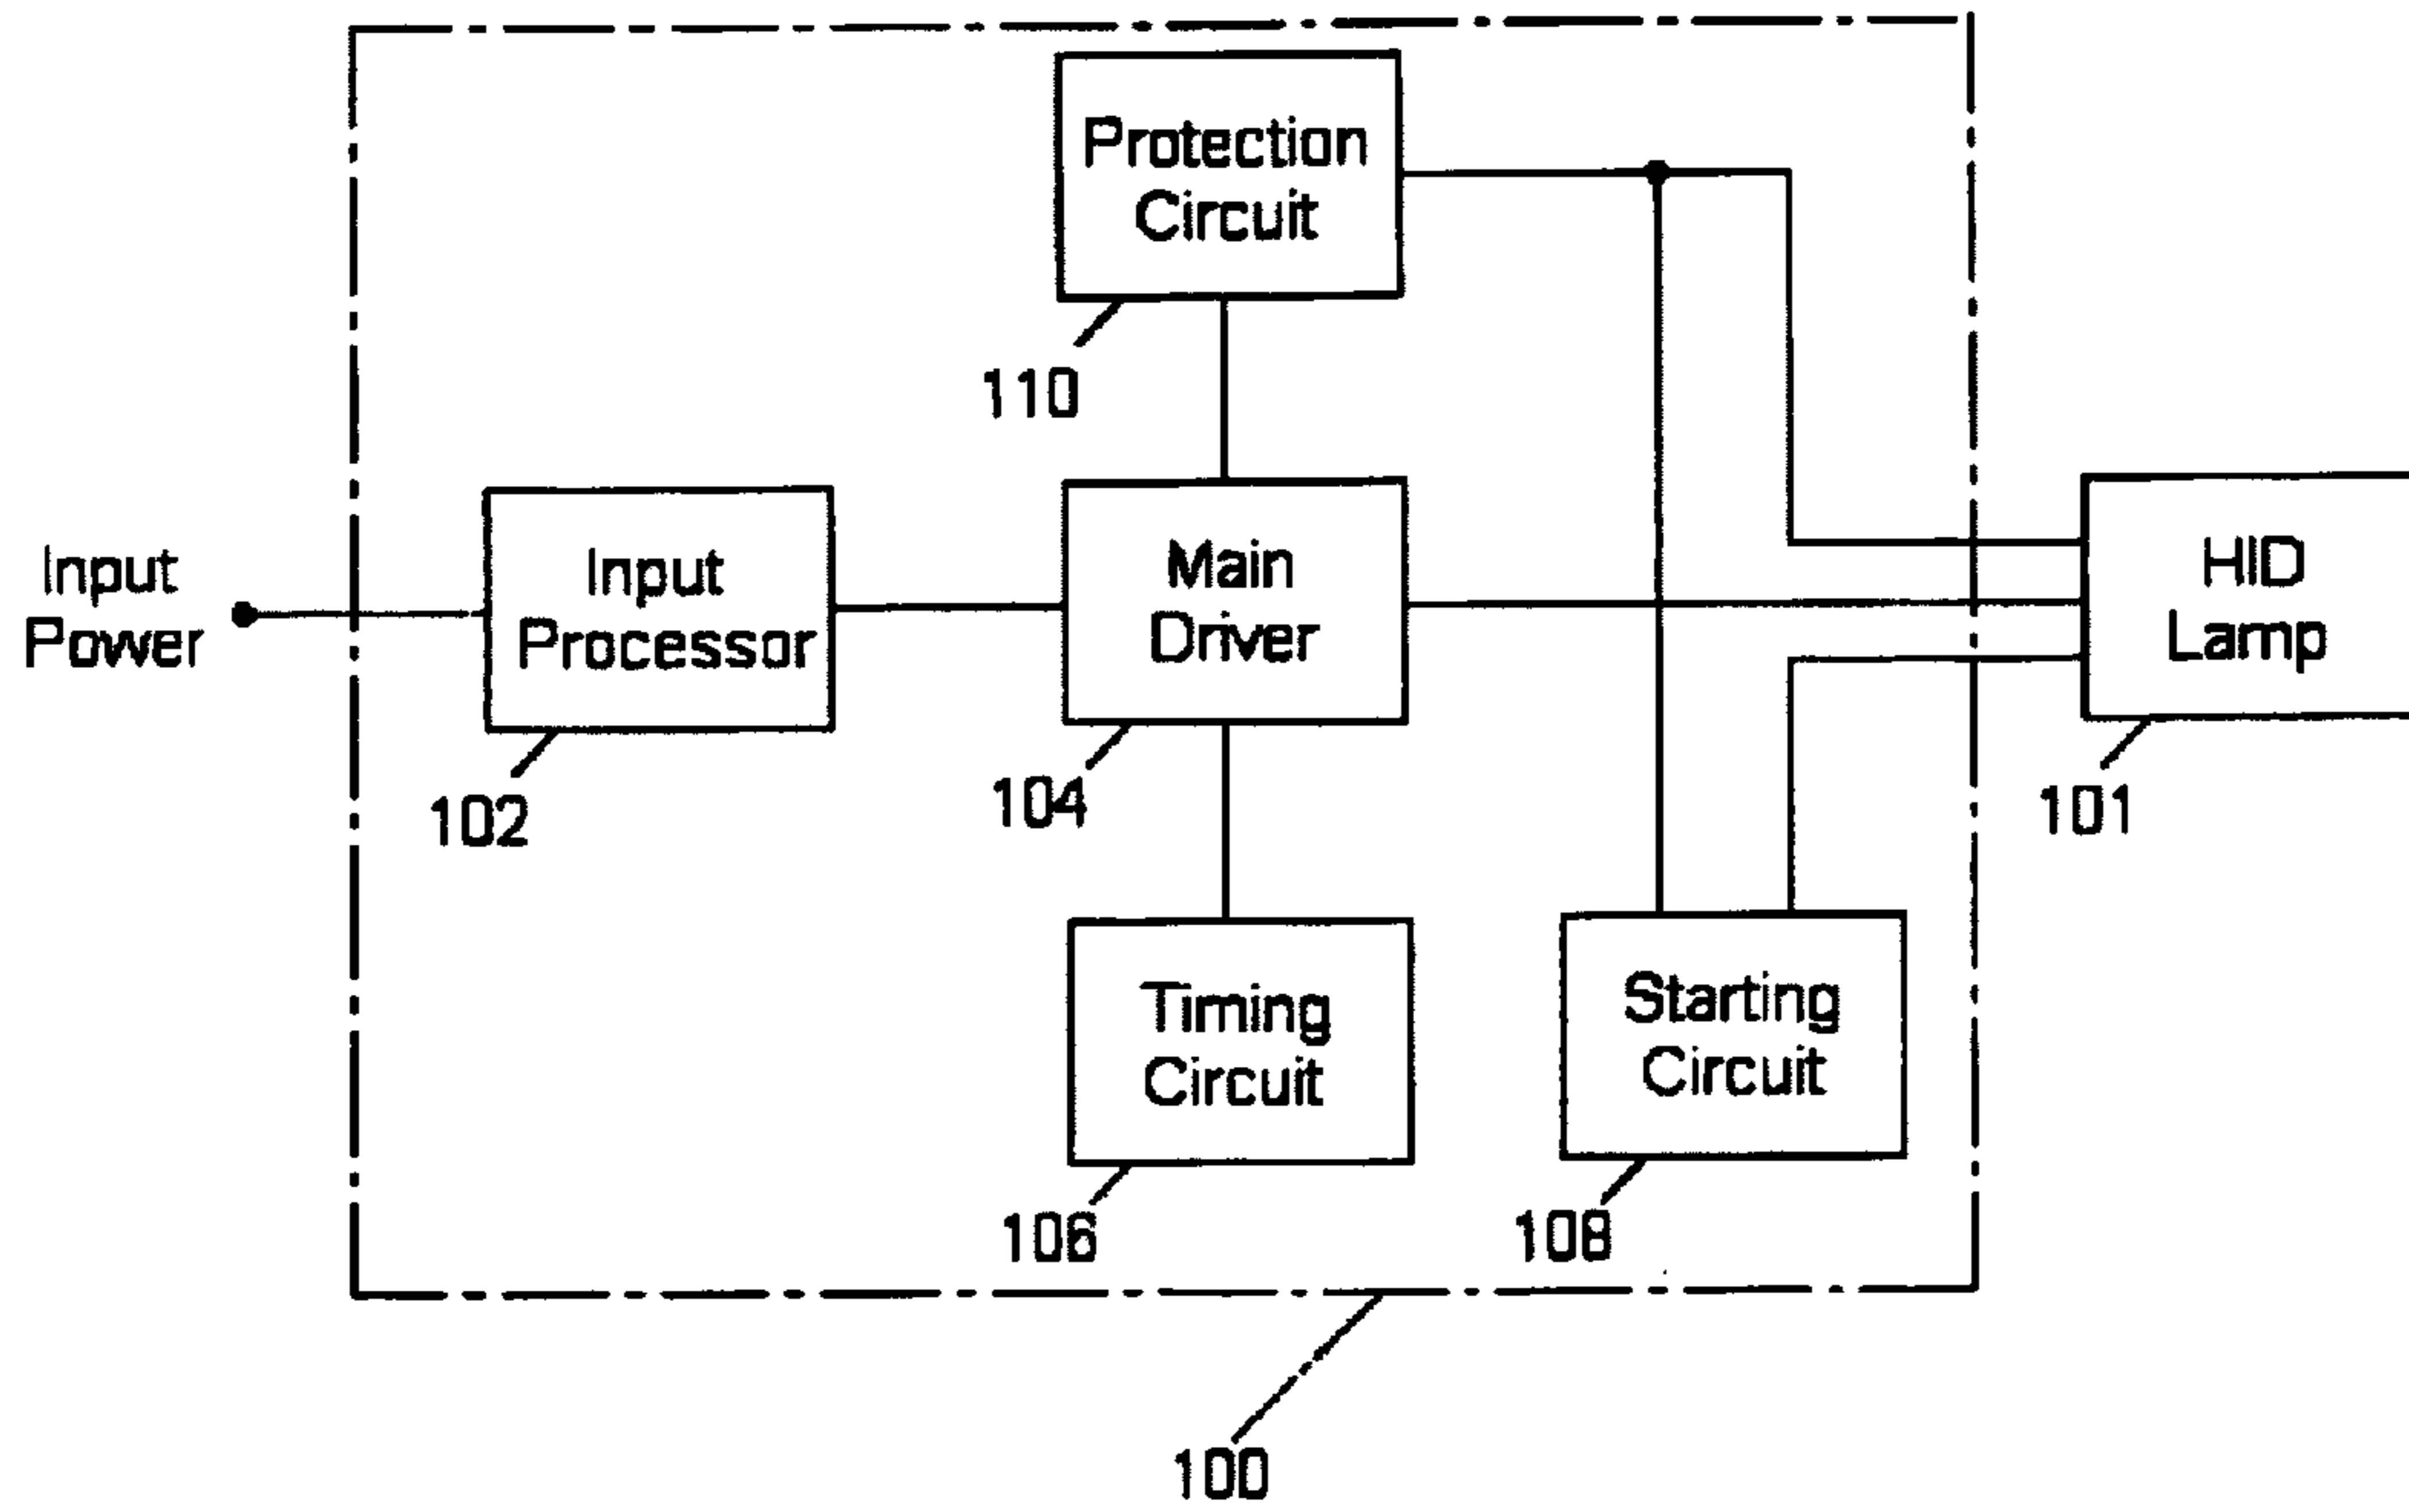 Protection
Circuit
110
Input
Power
Input
Processor
102
Main
Driver
104
HID
Lamp
101
Timing
Circuit
106
Starting
Circuit
108
100